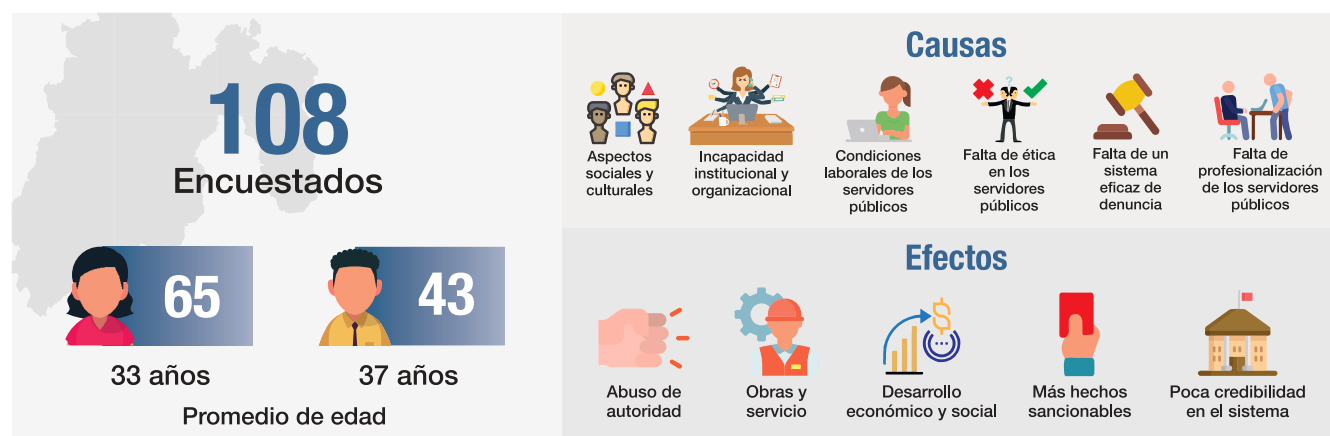 108
Encuestados
65
43
33 años
37 años
Promedio de edad
Causas
Aspectos
sociales y
culturales
Incapacidad
institucional y
organizacional
Condiciones
laborales de los
servidores
públicos
?
Falta de ética
en los
servidores
públicos
Falta de un
sistema
eficaz de
denuncia
Falta de
profesionalización
de los servidores
públicos
Efectos
Abuso de
autoridad
Obras y
servicio
$
Desarrollo
económico y social
Más hechos
sancionables
Poca credibilidad
en el sistema